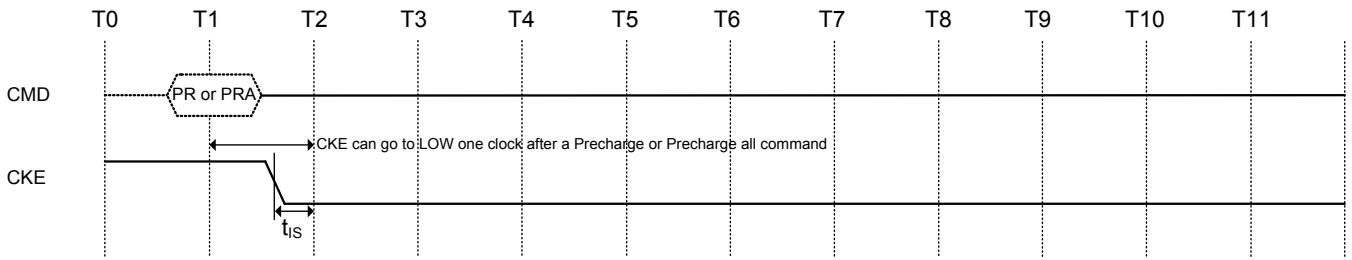 T0 T1 T2 T3 T4 T5 T6 T7 T8 T9 T10 T11
CMD PR or PRA
CKE can go to LOW one clock after a Precharge or Precharge all command
CKE
tIS